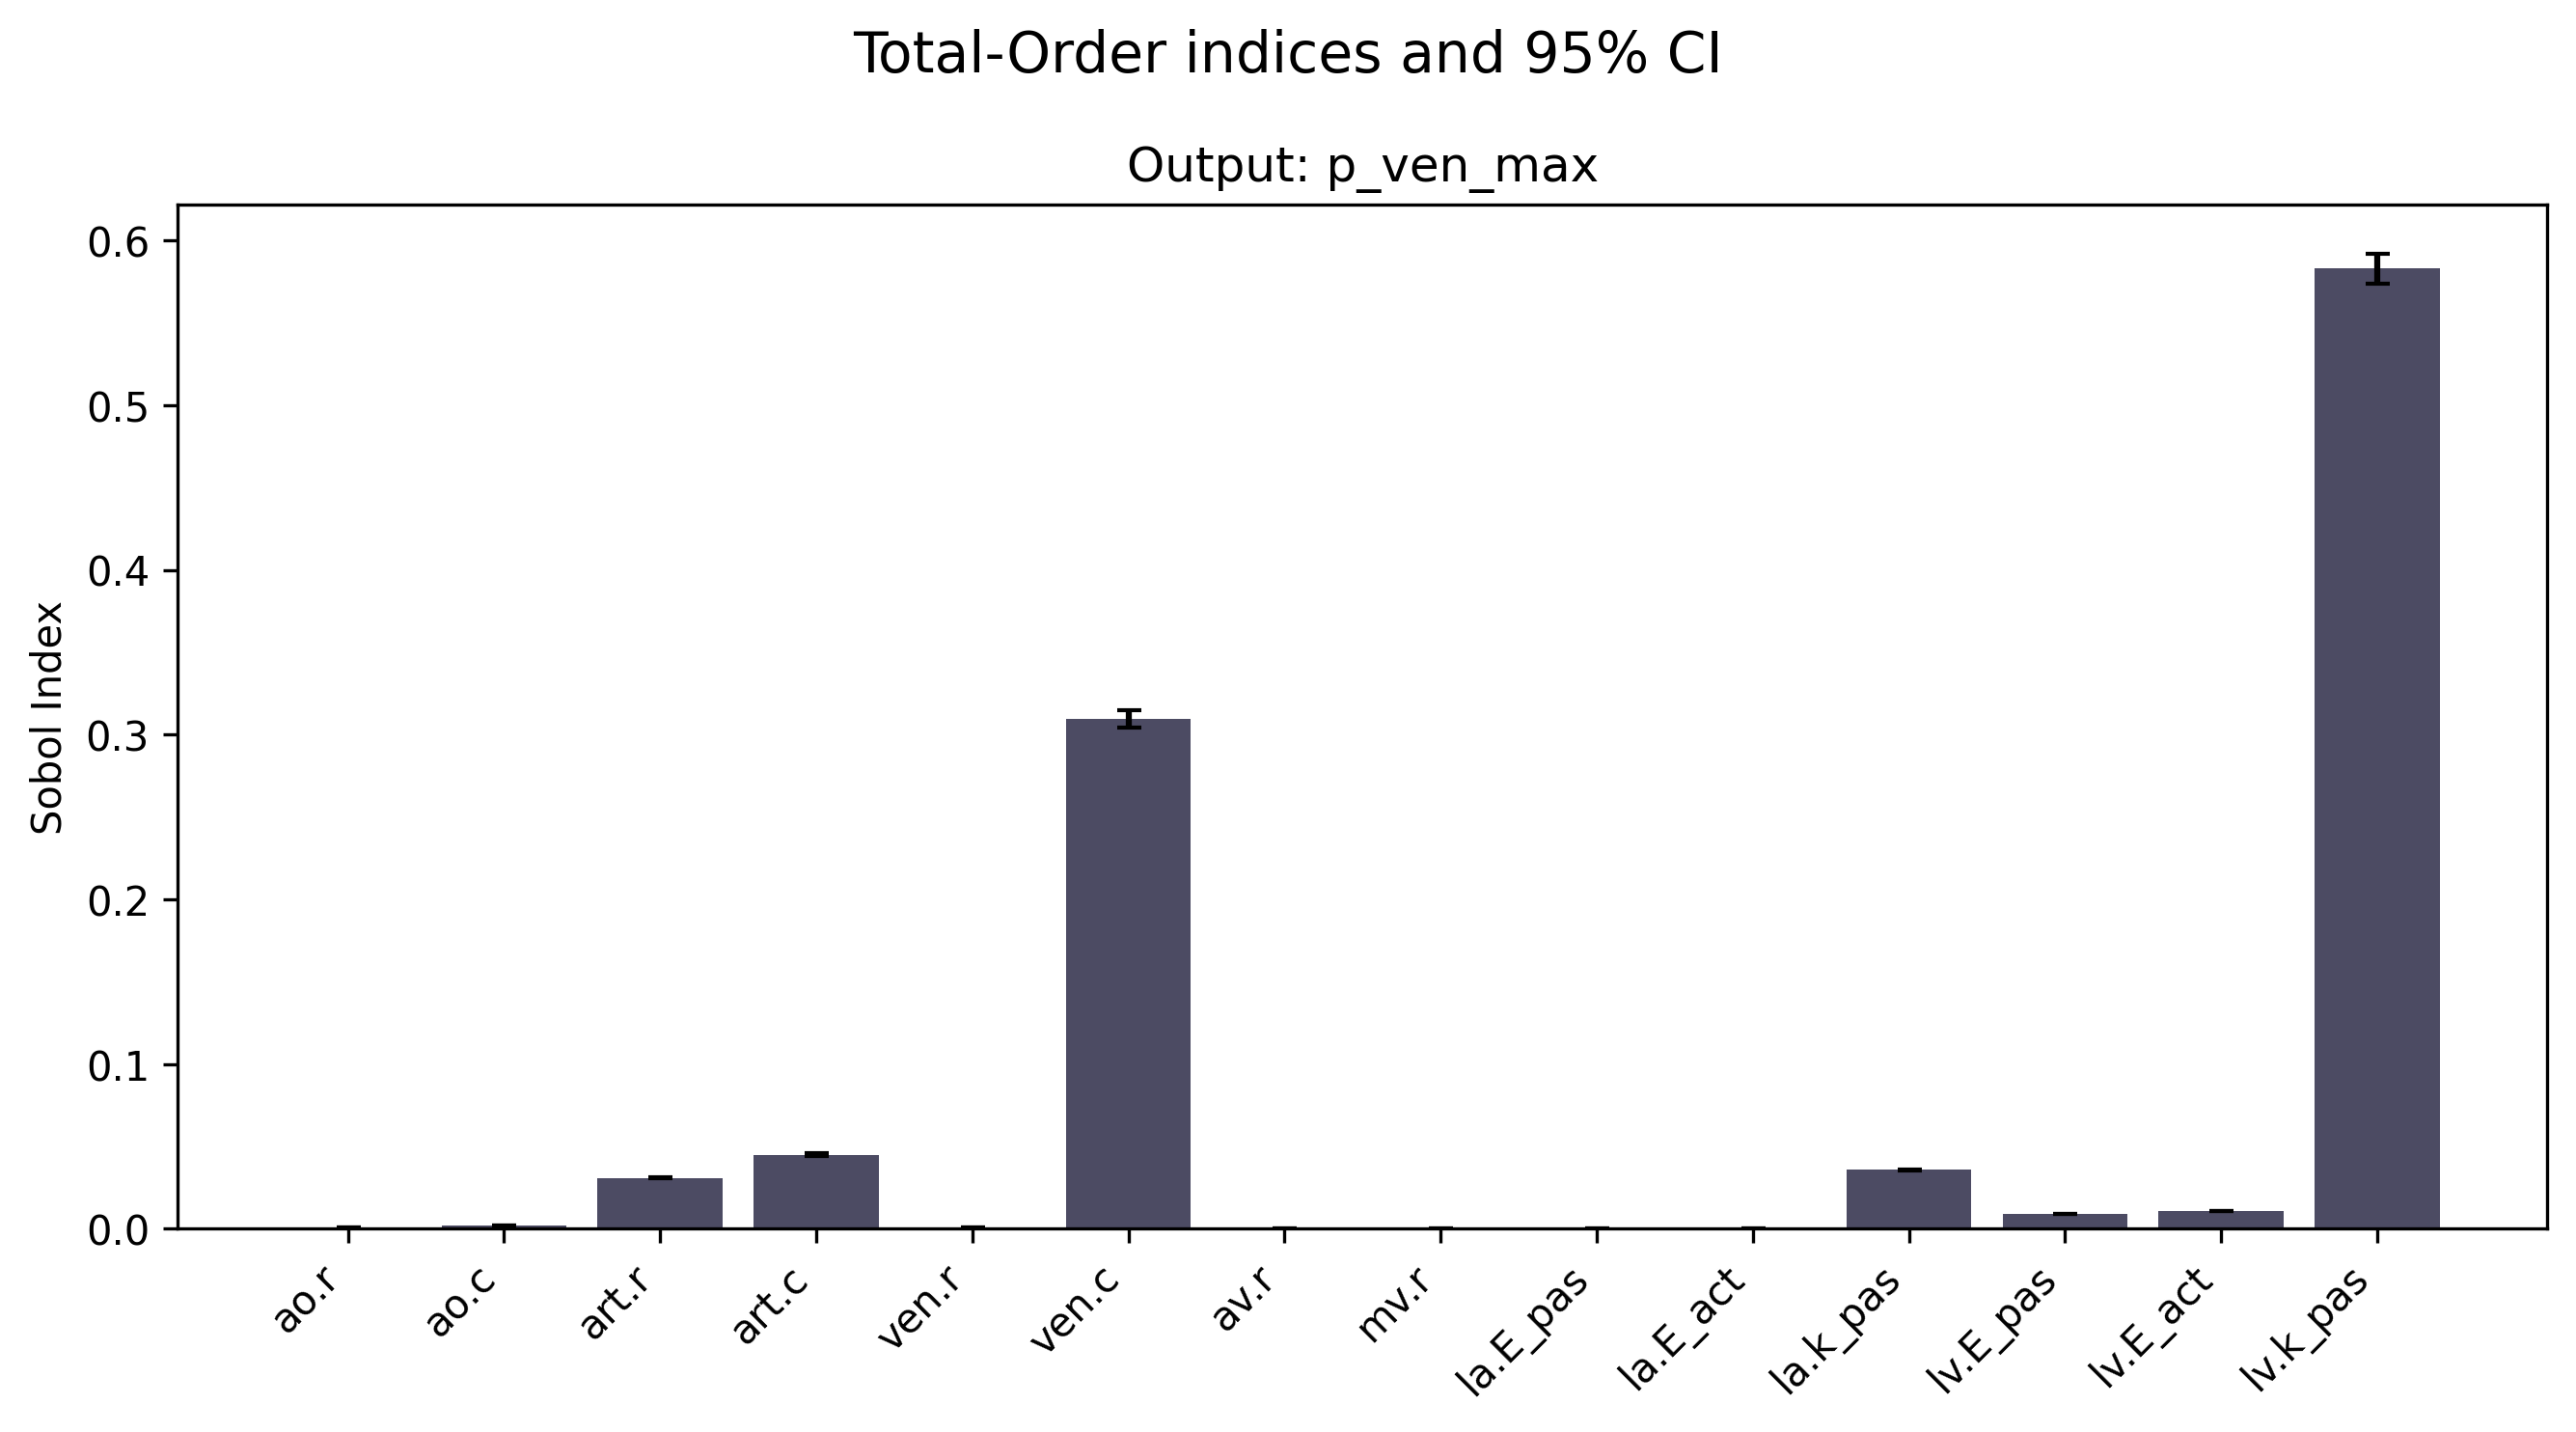 Total-Order indices and 95% CI
Output: p_ven_max
Sobol Index
0.6
0.5
0.4
0.3
0.2
0.1
0.0
ao.r
ao.c
art.r
art.c
ven.r
ven.c
av.r
mv.r
la.E_pas
la.E_act
la.k_pas
lv.E_pas
lv.E_act
lv.k_pas